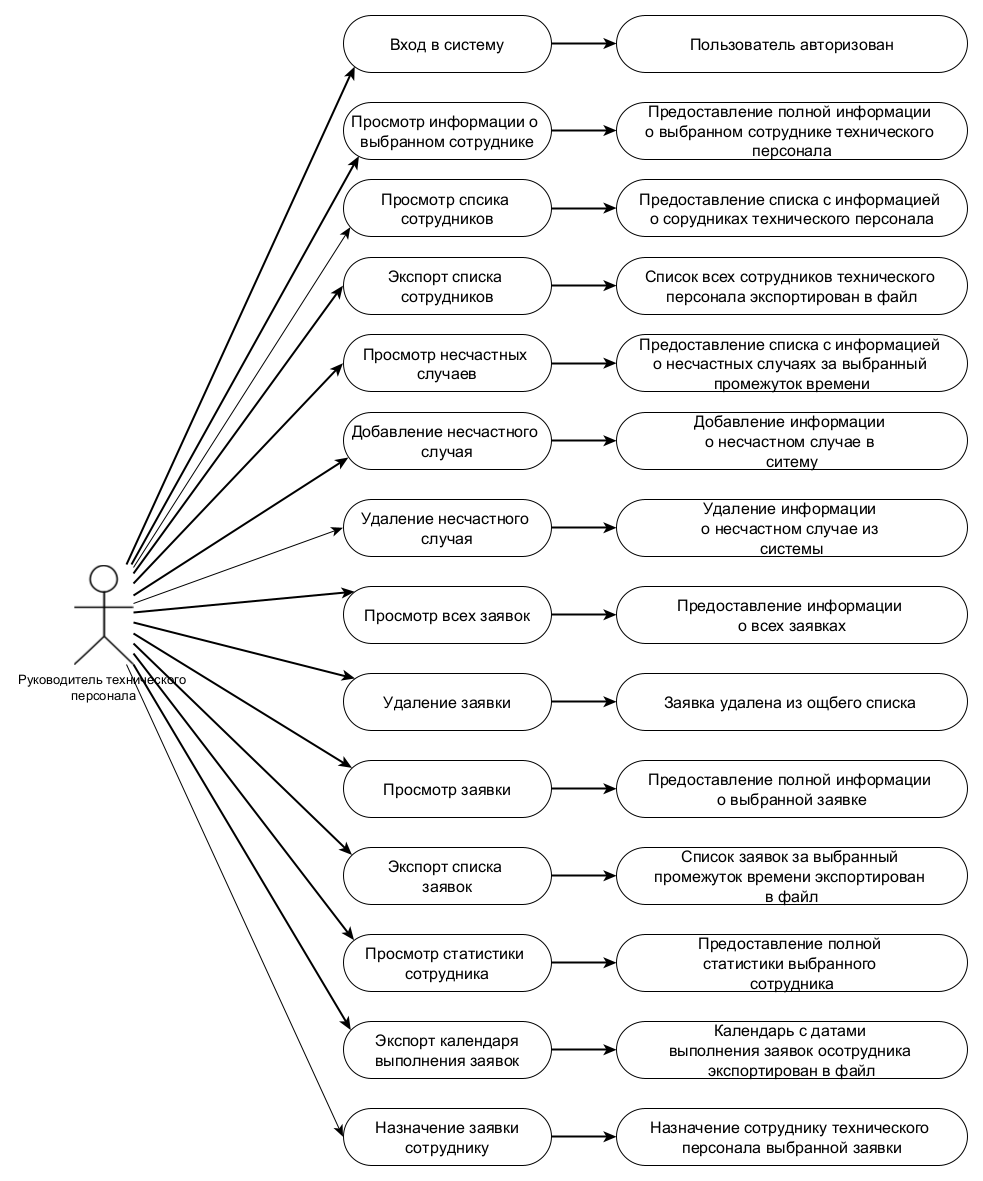 Вход в систему
Пользователь авторизован
Просмотр информации о
выбранном сотруднике
Предоставление полной информации
о выбранном сотруднике технического
персонала
Просмотр спсика
сотрудников
Предоставление списка с информацией
о сорудниках технического персонала
Экспорт списка
сотрудников
Список всех сотрудников технического
персонала экспортирован в файл
Просмотр несчастных
случаев
Предоставление списка с информацией
о несчастных случаях за выбранный
промежуток времени
Добавление несчастного
случая
Добавление информации
о несчастном случае в
ситему
Удаление несчастного
случая
Удаление информации
о несчастном случае из
системы
Просмотр всех заявок
Предоставление информации
о всех заявках
Руководитель технического
персонала
Удаление заявки
Заявка удалена из ощбего списка
Просмотр заявки
Предоставление полной информации
о выбранной заявке
Экспорт списка
заявок
Список заявок за выбранный
промежуток времени экспортирован
в файл
Просмотр статистики
сотрудника
Предоставление полной
статистики выбранного
сотрудника
Экспорт календаря
выполнения заявок
Календарь с датами
выполнения заявок осотрудника
экспортирован в файл
Назначение заявки
сотруднику
Назначение сотруднику технического
персонала выбранной заявки